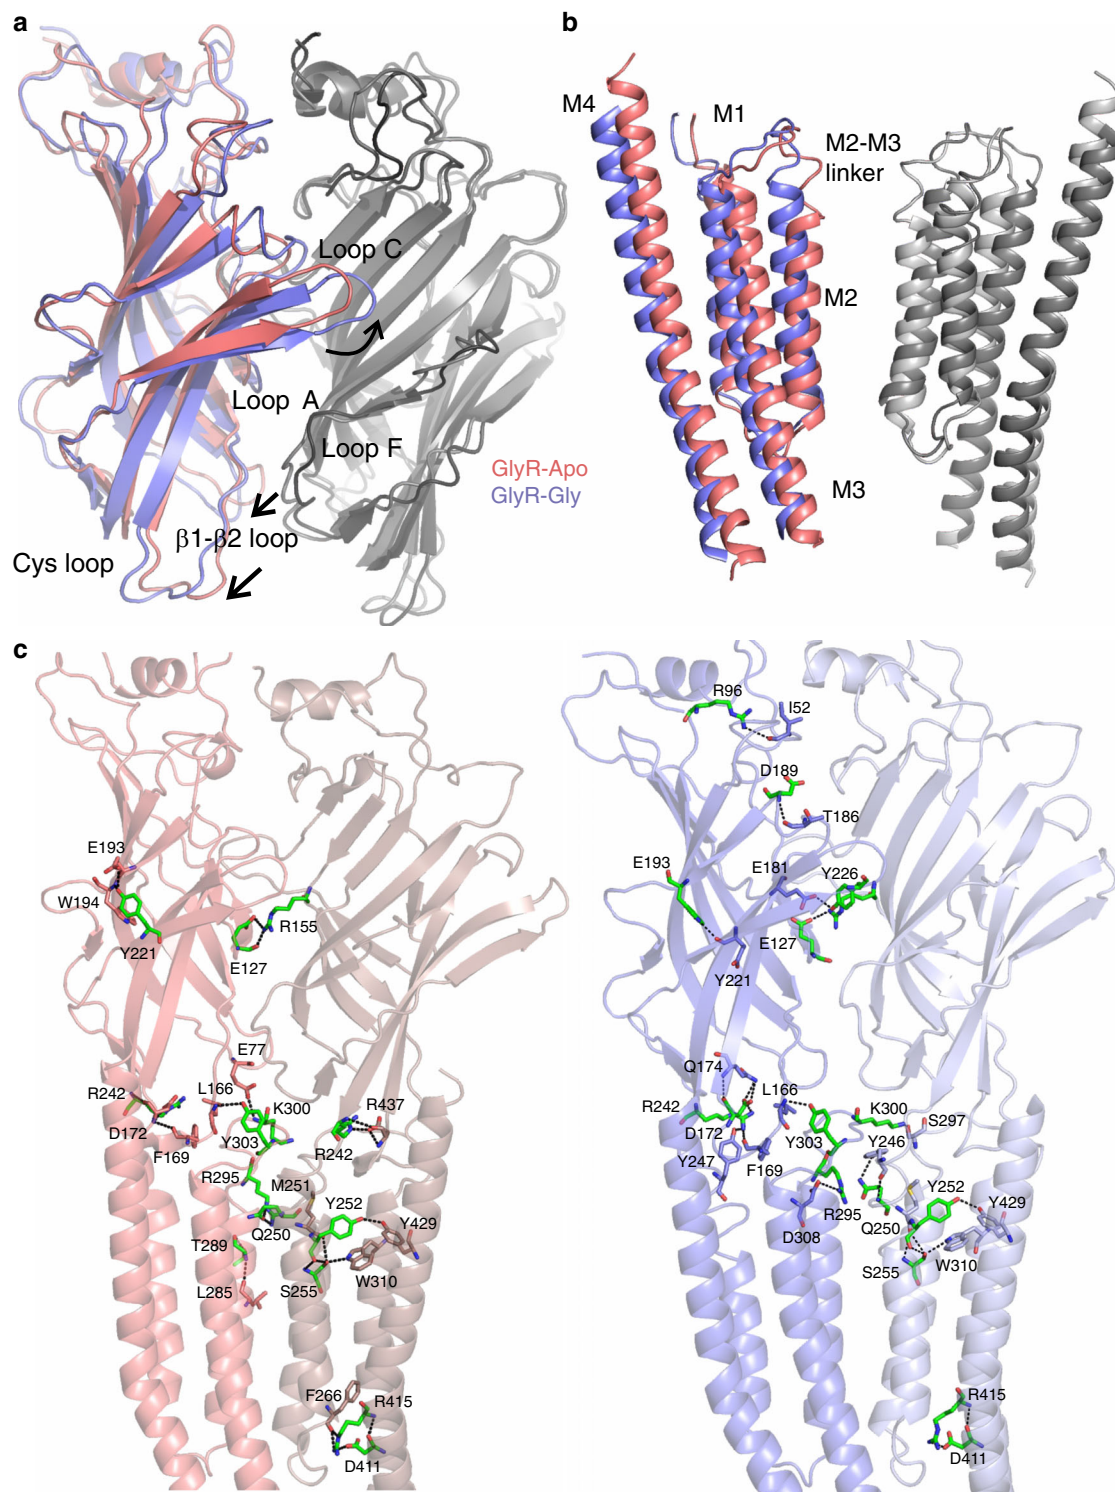 a
Loop C
Loop A
Loop F
GlyR-Apo
GlyR-Gly
β1-β2 loop
Cys loop
b
M4
M1
M2-M3
linker
M2
M3
c
E193
W194
Y221
R155
E127
E77
R242
L166
K300
R437
D172
Y303
F169
R242
R295
M251
Y252
Q250
Y429
T289
W310
L285
S255
F266
R415
D411
R96
I52
D189
T186
E193
E181
Y226
E127
Y221
Q174
L166
R242
K300
S297
D172
Y303
Y246
Y247
F169
Y252
R295
Y429
Q250
D308
W310
S255
R415
D411